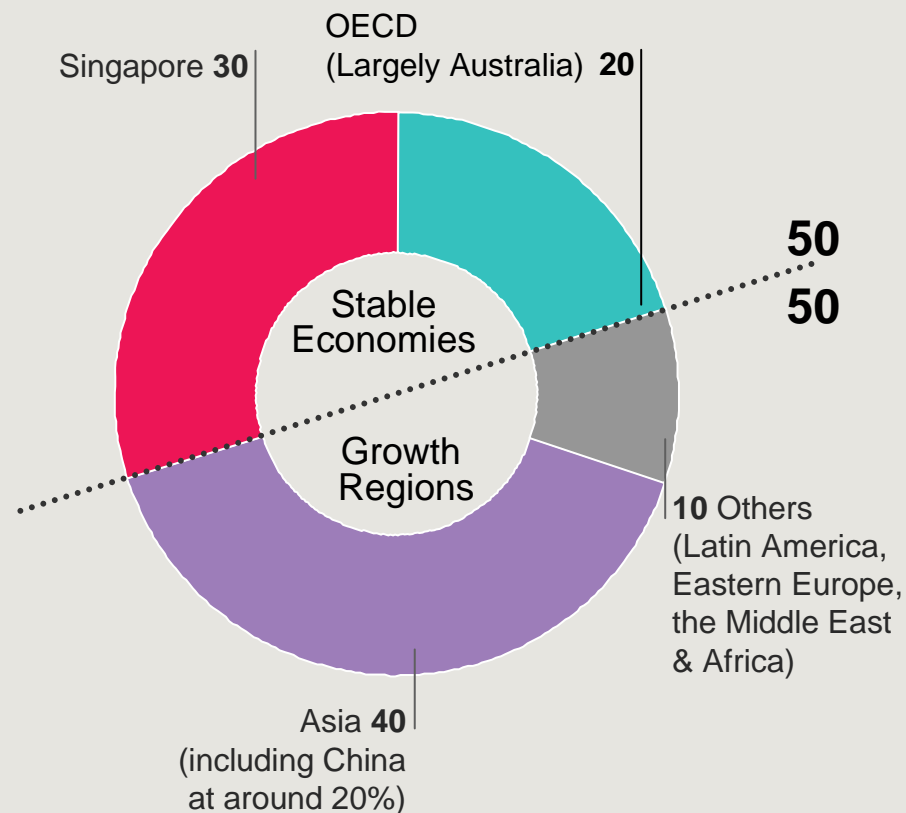 OECD
(Largely Australia) 20
Singapore 30
50
50
Stable
Economies
Growth
Regions
10 Others
(Latin America,
Eastern Europe,
the Middle East
& Africa)
Asia 40
(including China
at around 20%)